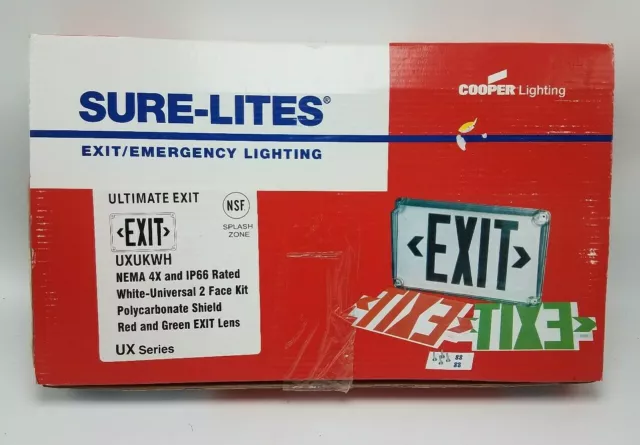 SURE-LITES®
EXIT/EMERGENCY LIGHTING
COOPER Lighting
ULTIMATE EXIT
NSF
SPLASH
ZONE
<EXIT>
UXUKWH
NEMA 4X and IP66 Rated
White-Universal 2 Face Kit
Polycarbonate Shield
Red and Green EXIT Lens
UX Series
<EXIT>
EXIT
EXIT